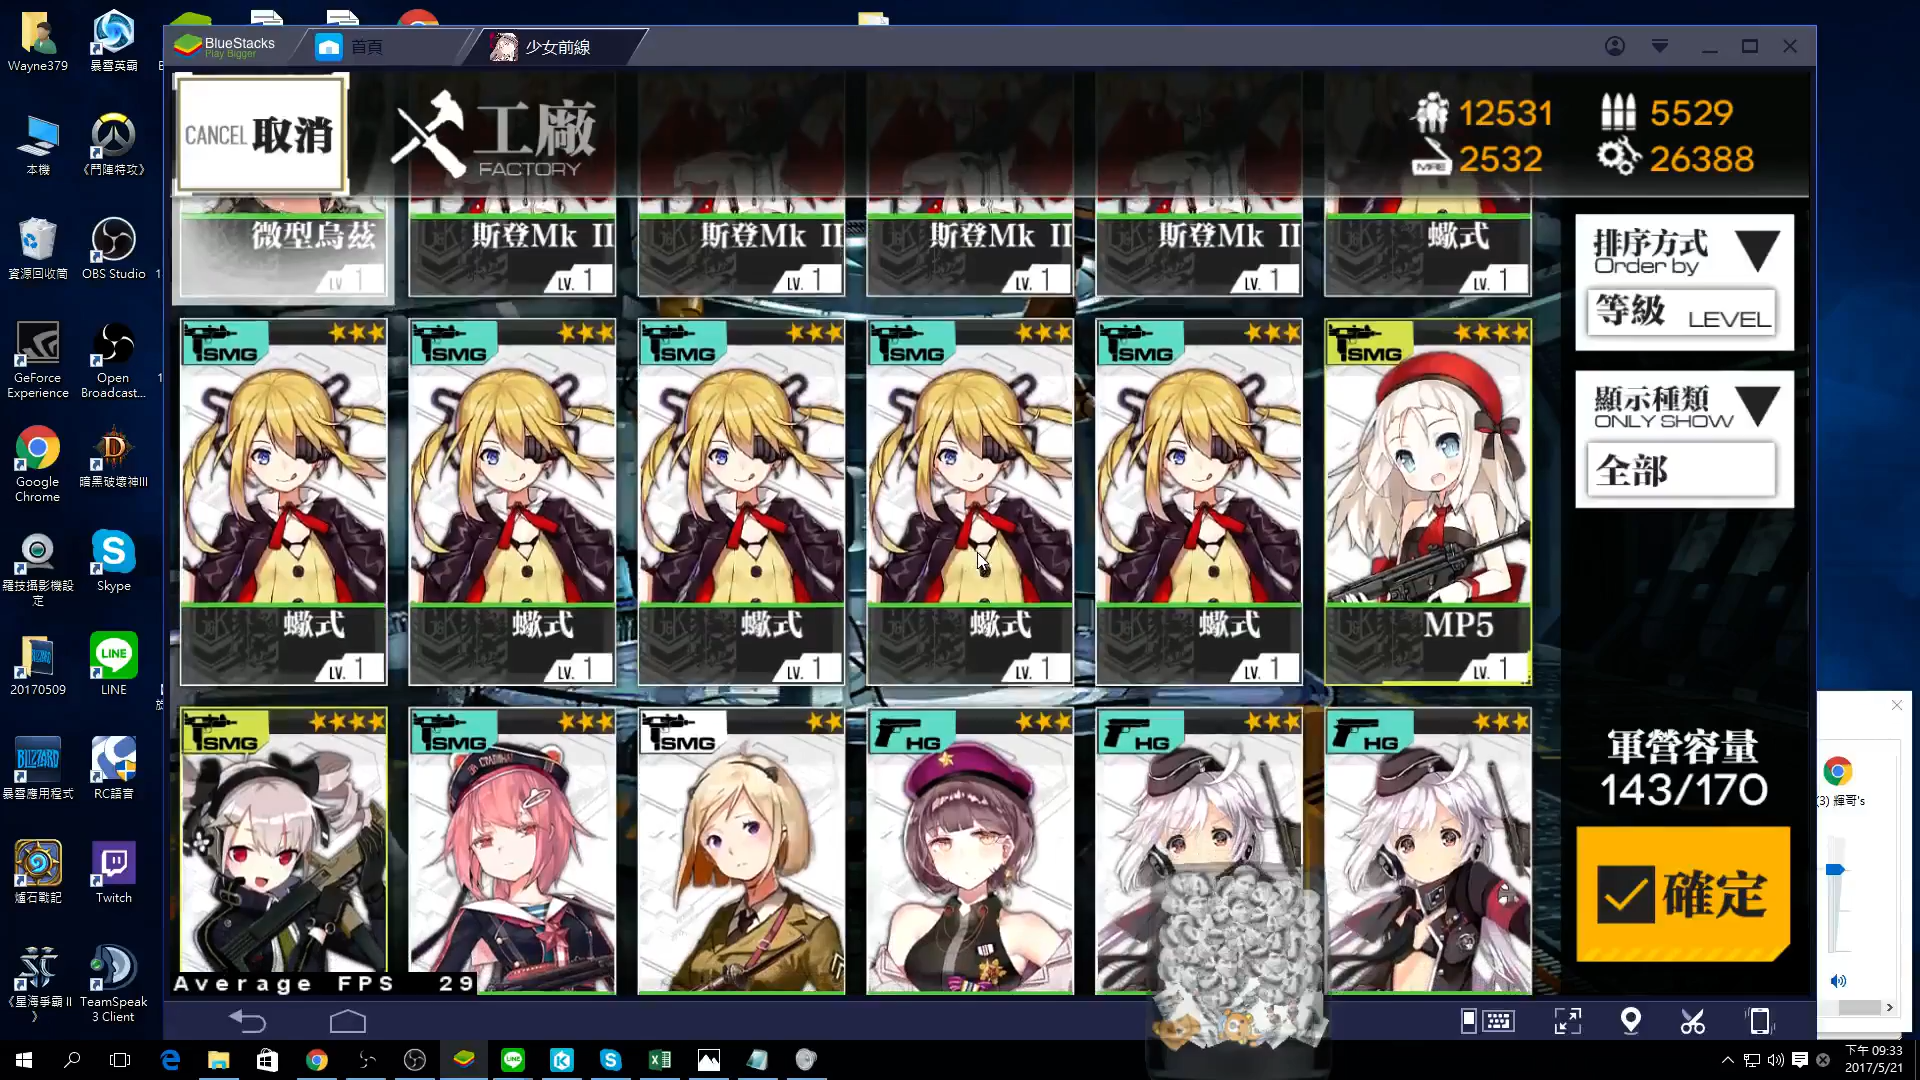 BlueStacks
Play Bigger
首頁
少女前線
CANCEL 取消
工廠
FACTORY
12531
5529
2532
26388
微型烏茲
LV. 1
斯登Mk II
LV. 1
斯登Mk II
LV. 1
斯登Mk II
LV. 1
斯登Mk II
LV. 1
蠍式
LV. 1
SMG
SMG
SMG
SMG
SMG
SMG
蠍式
LV. 1
蠍式
LV. 1
蠍式
LV. 1
蠍式
LV. 1
蠍式
LV. 1
MP5
LV. 1
SMG
SMG
SMG
HG
HG
HG
排序方式
Order by
等級 LEVEL
顯示種類
ONLY SHOW
全部
軍營容量
143/170
確定
Average FPS 29
Wayne379
暴雪英霸
本機
《鬥陣特攻》
資源回收筒
OBS Studio
GeForce
Experience
Open
Broadcast...
Google
Chrome
暗黑破壞神III
羅技攝影機設
定
Skype
20170509
LINE
暴雪應用程式
RC語音
爐石戰記
Twitch
《星海爭霸 II
》
TeamSpeak
3 Client
(3) 輝哥's
下午 09:33
2017/5/21